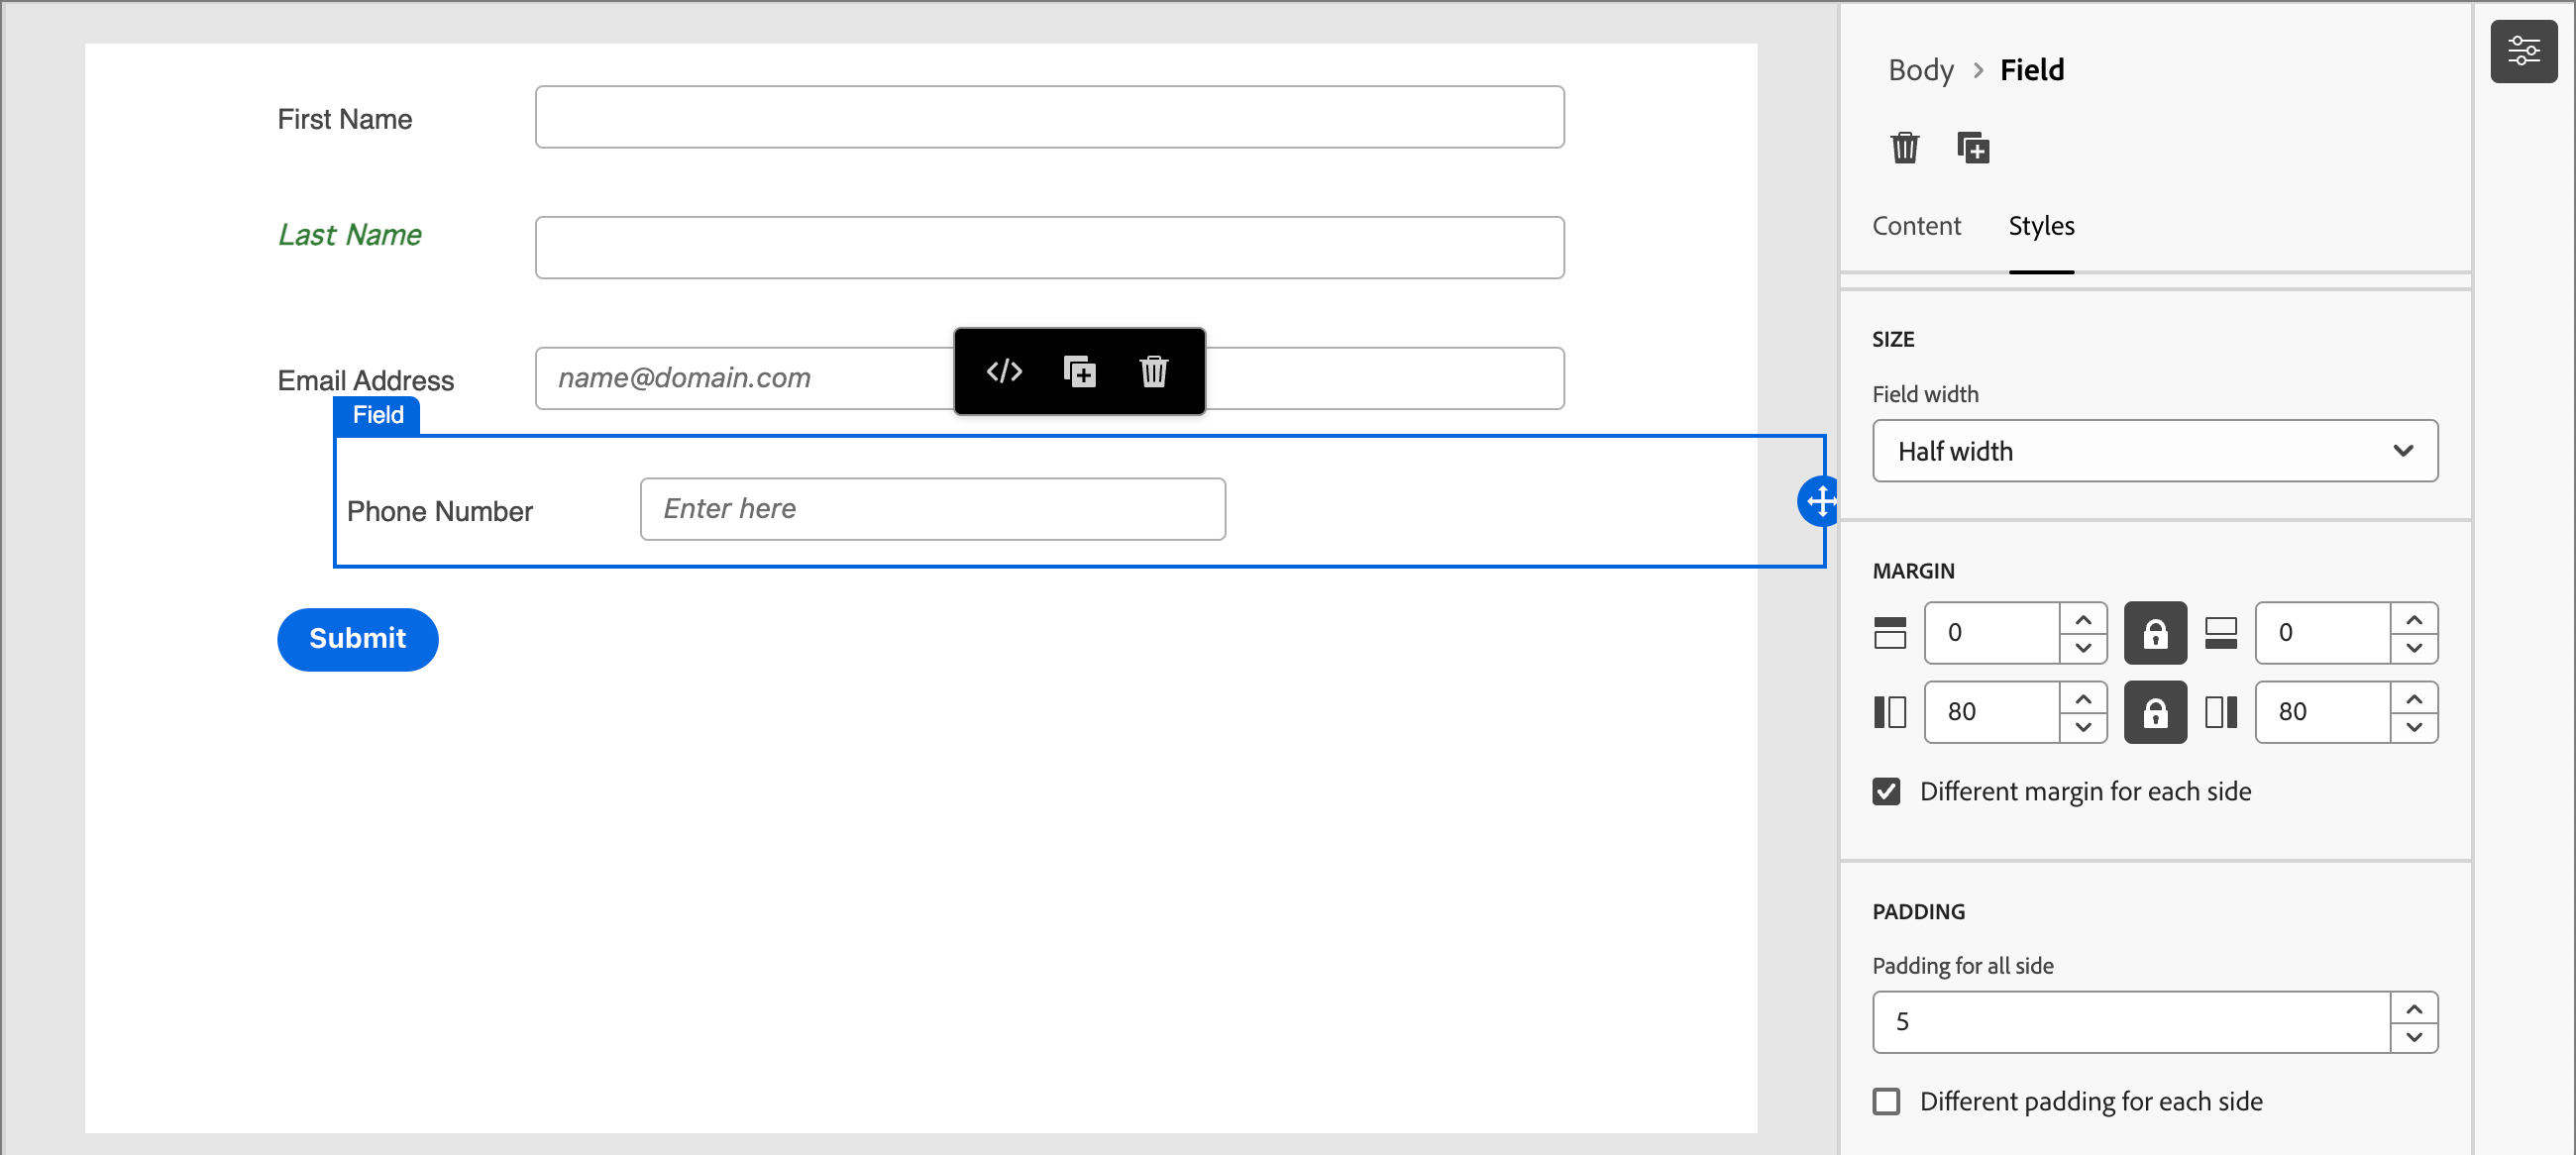 First Name
Last Name
Email Address
name@domain.com
Field
Phone Number
Enter here
Submit
Body > Field
Content Styles
SIZE
Field width
Half width
MARGIN
0 0
80 80
Different margin for each side
PADDING
Padding for all side
5
Different padding for each side